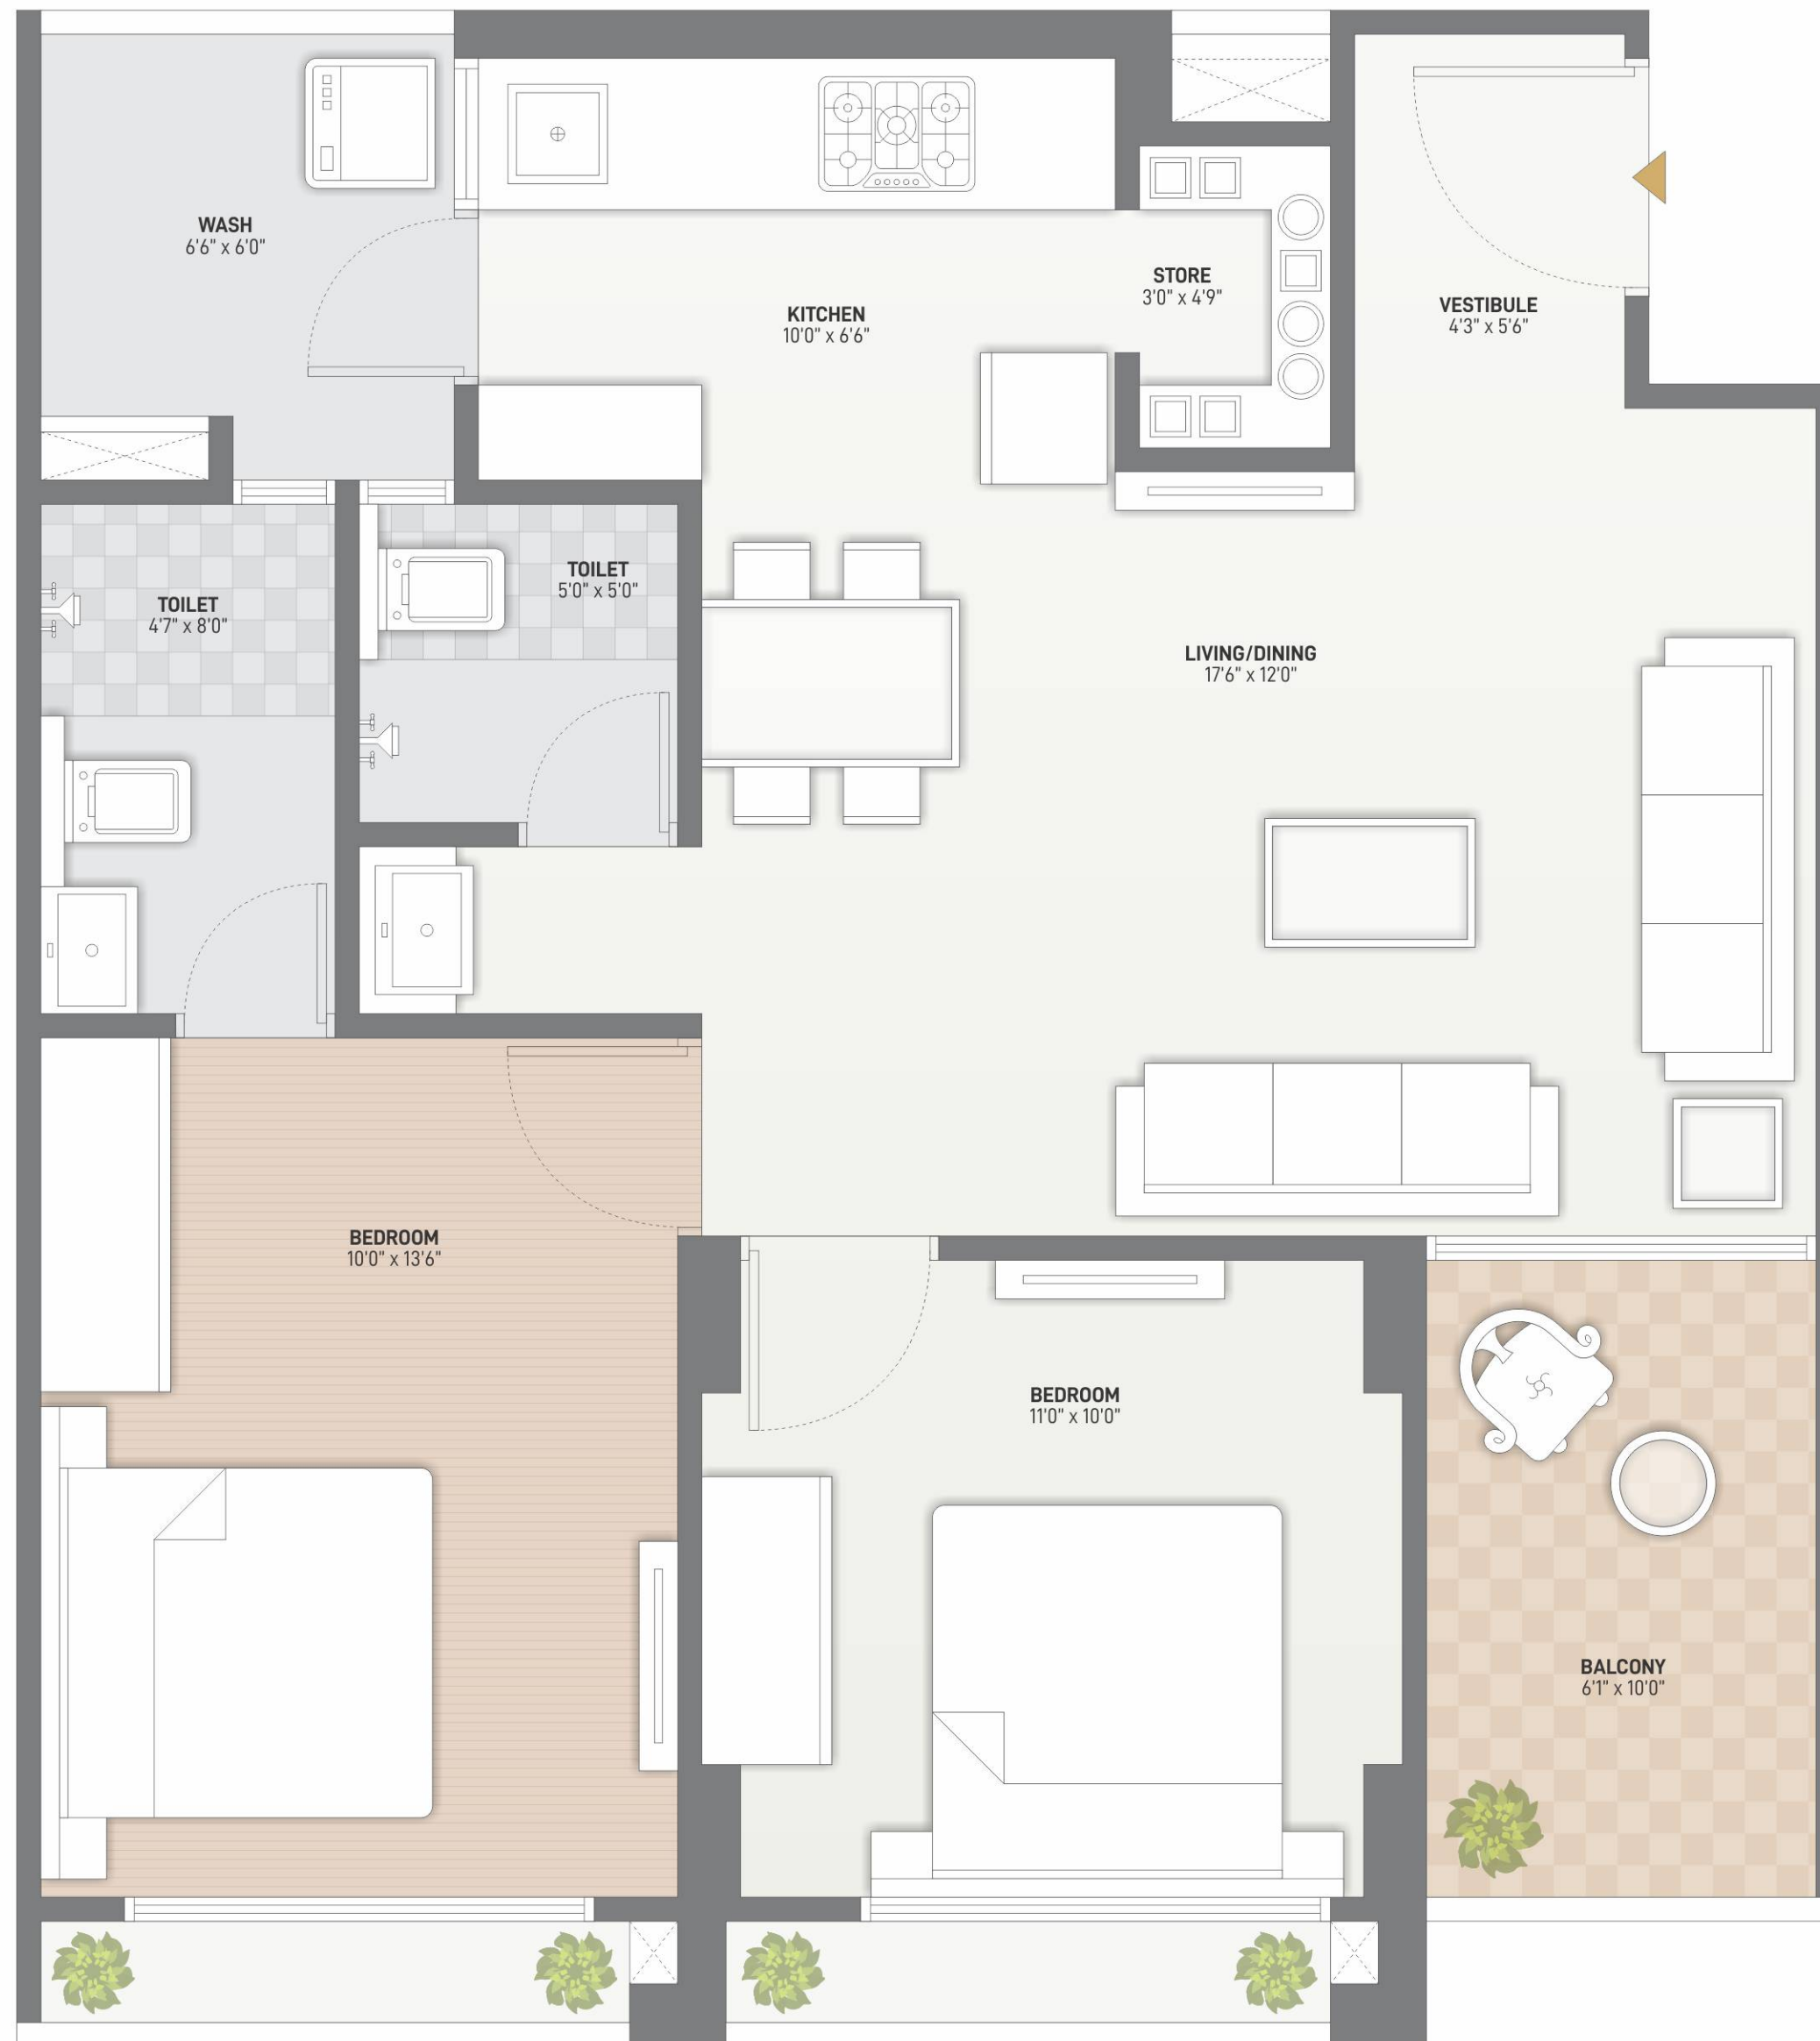 WASH
6'6" x 6'0"
STORE
3'0" x 4'9"
KITCHEN
10'0" x 6'6"
VESTIBULE
4'3" x 5'6"
TOILET
5'0" x 5'0"
TOILET
4'7" x 8'0"
LIVING/DINING
17'6" x 12'0"
BEDROOM
10'0" x 13'6"
BEDROOM
11'0" x 10'0"
BALCONY
6'1" x 10'0"